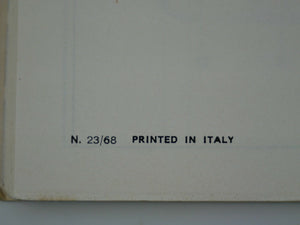 N. 23/68 PRINTED IN ITALY